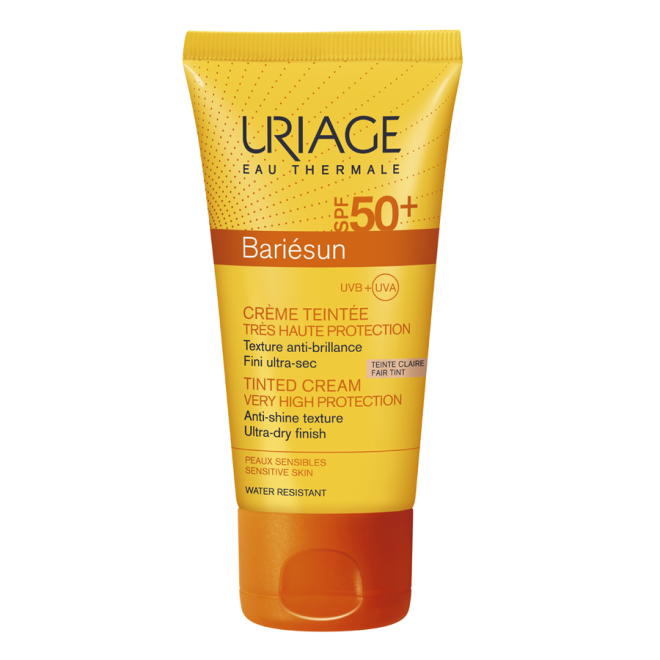 URIAGE
EAU THERMALE
SPF 50+
Bariésun
UVB + UVA
CRÈME TEINTÉE
TRÈS HAUTE PROTECTION
Texture anti-brillance
Fini ultra-sec
TEINTE CLAIRE
FAIR TINT
TINTED CREAM
VERY HIGH PROTECTION
Anti-shine texture
Ultra-dry finish
PEAUX SENSIBLES
SENSITIVE SKIN
WATER RESISTANT